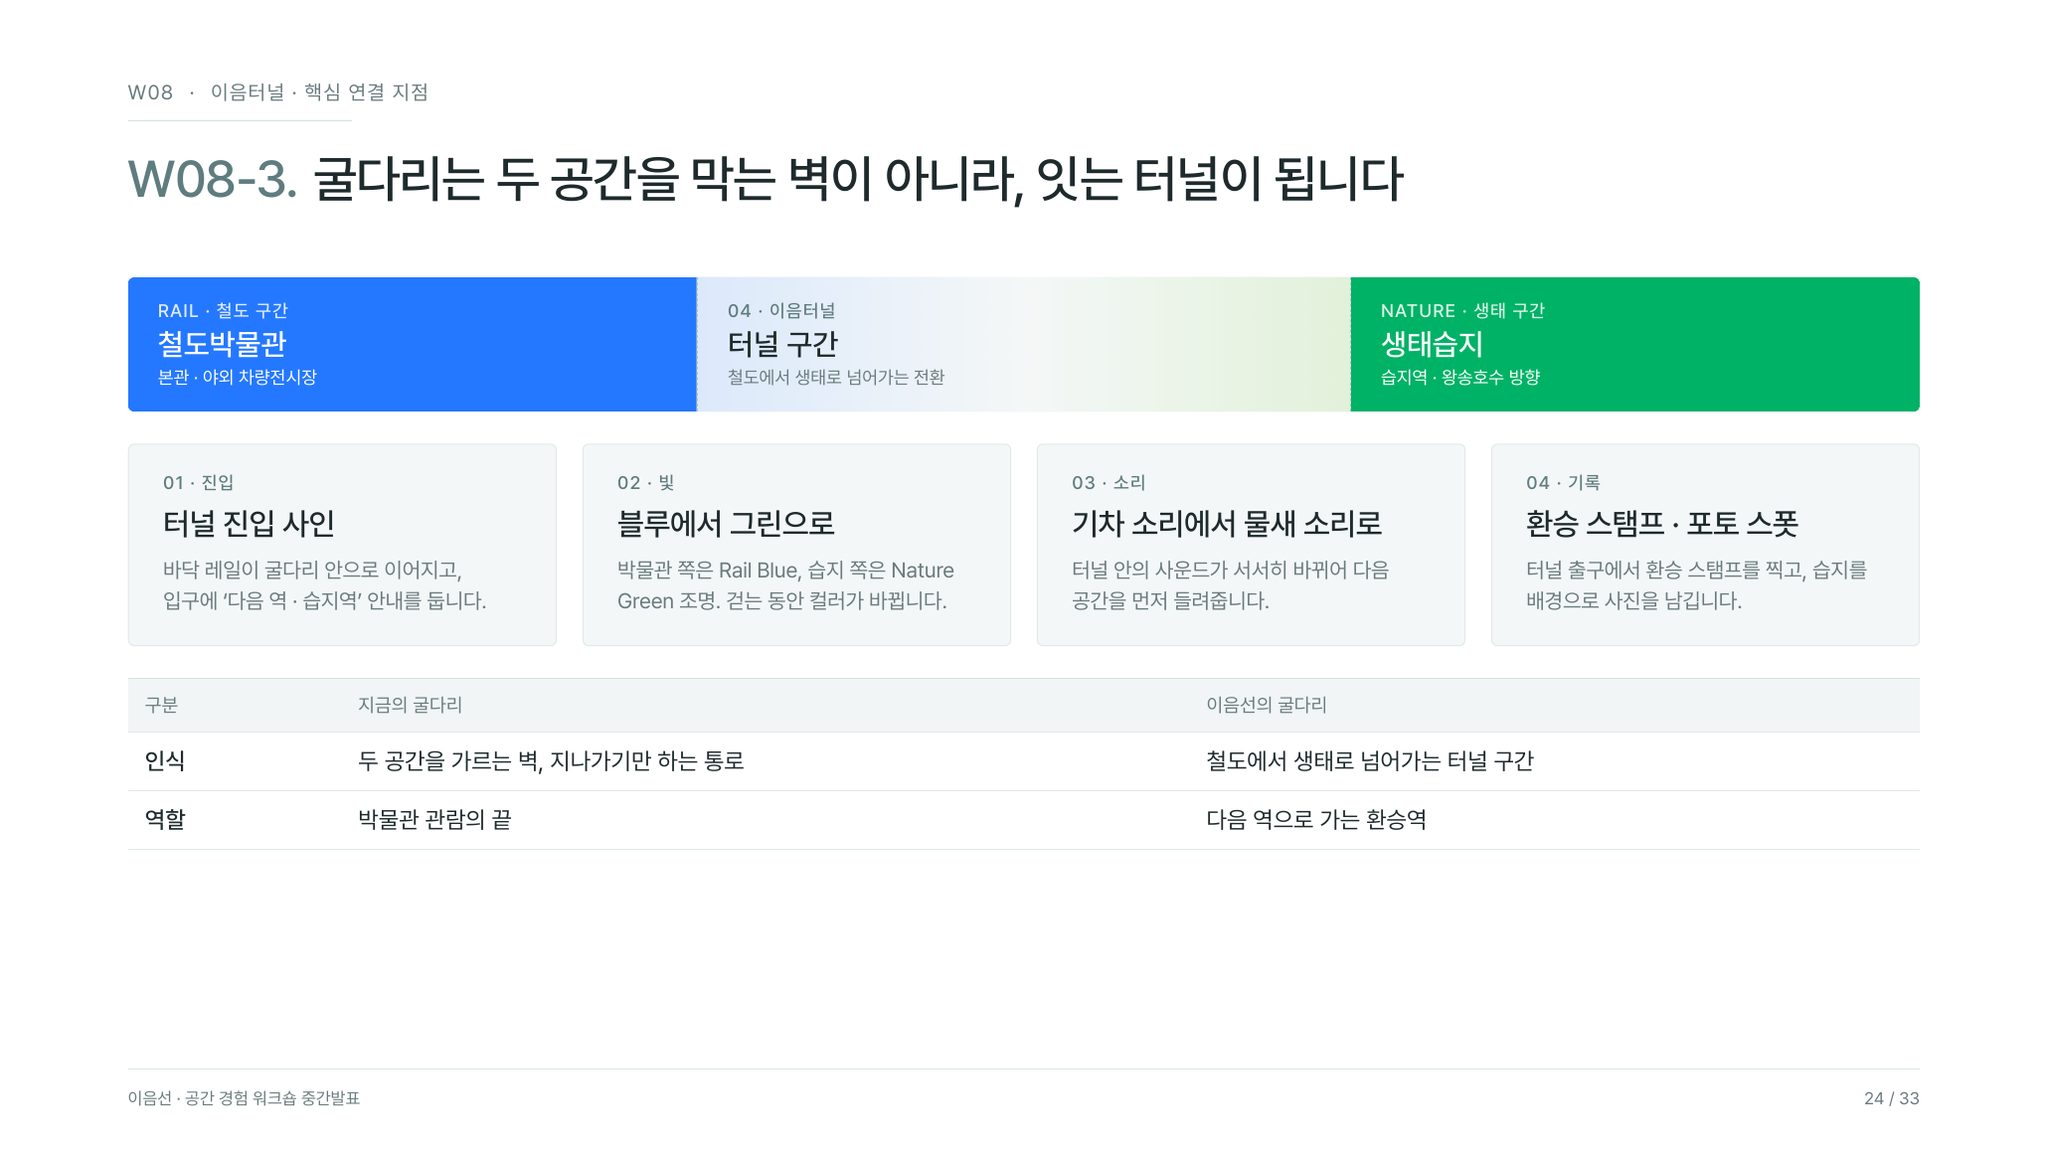 W08 · 이음터널 · 핵심 연결 지점
W08-3. 굴다리는 두 공간을 막는 벽이 아니라, 잇는 터널이 됩니다
RAIL · 철도 구간
철도박물관
본관 · 야외 차량전시장
04 · 이음터널
터널 구간
철도에서 생태로 넘어가는 전환
NATURE · 생태 구간
생태습지
습지역 · 왕송호수 방향
01 · 진입
터널 진입 사인
바닥 레일이 굴다리 안으로 이어지고,
입구에 ‘다음 역 · 습지역’ 안내를 둡니다.
02 · 빛
블루에서 그린으로
박물관 쪽은 Rail Blue, 습지 쪽은 Nature
Green 조명. 걷는 동안 컬러가 바뀝니다.
03 · 소리
기차 소리에서 물새 소리로
터널 안의 사운드가 서서히 바뀌어 다음
공간을 먼저 들려줍니다.
04 · 기록
환승 스탬프 · 포토 스폿
터널 출구에서 환승 스탬프를 찍고, 습지를
배경으로 사진을 남깁니다.
구분 지금의 굴다리 이음선의 굴다리
인식 두 공간을 가르는 벽, 지나가기만 하는 통로 철도에서 생태로 넘어가는 터널 구간
역할 박물관 관람의 끝 다음 역으로 가는 환승역
이음선 · 공간 경험 워크숍 중간발표 24 / 33